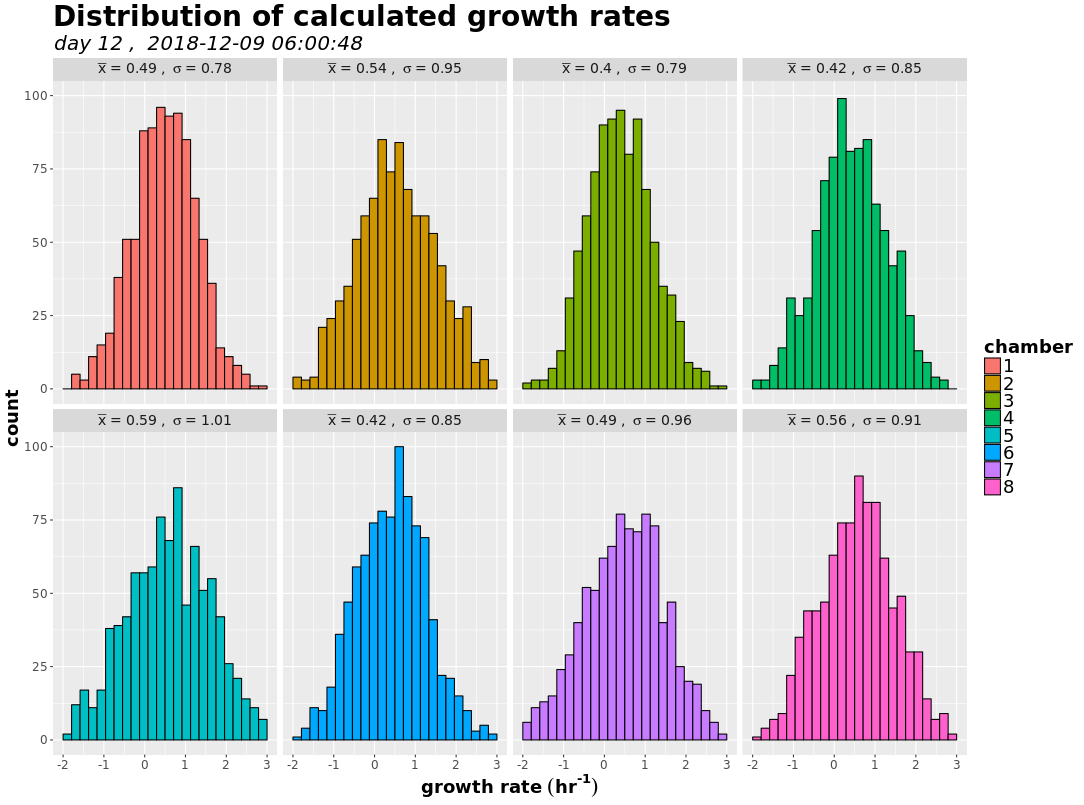 Distribution of calculated growth rates
day 12 ,  2018-12-09 06:00:48
x̅ = 0.49 ,  σ = 0.78
x̅ = 0.54 ,  σ = 0.95
x̅ = 0.4 ,  σ = 0.79
x̅ = 0.42 ,  σ = 0.85
100
75
50
25
0
x̅ = 0.59 ,  σ = 1.01
x̅ = 0.42 ,  σ = 0.85
x̅ = 0.49 ,  σ = 0.96
x̅ = 0.56 ,  σ = 0.91
100
75
50
25
0
-2 -1 0 1 2 3
-2 -1 0 1 2 3
-2 -1 0 1 2 3
-2 -1 0 1 2 3
count
growth rate (hr⁻¹)
chamber
1
2
3
4
5
6
7
8